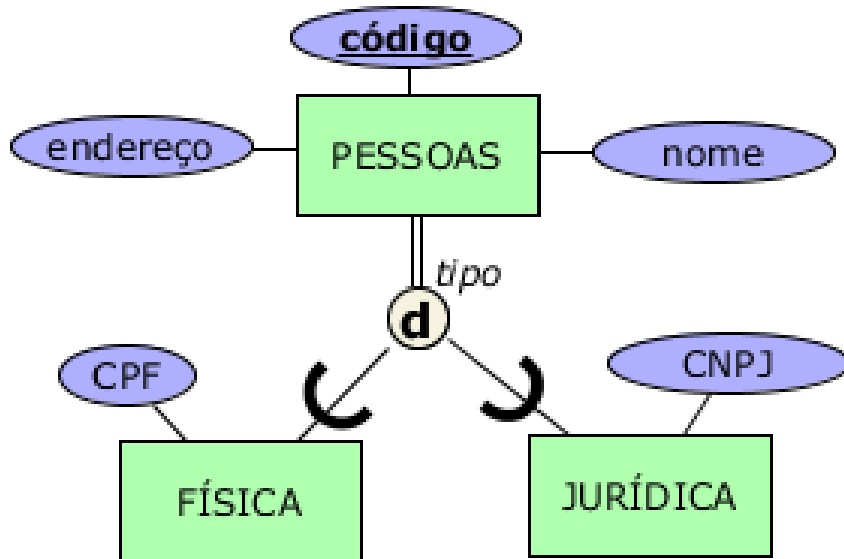 código
endereço
PESSOAS
nome
tipo
d
CPF
CNPJ
FÍSICA
JURÍDICA